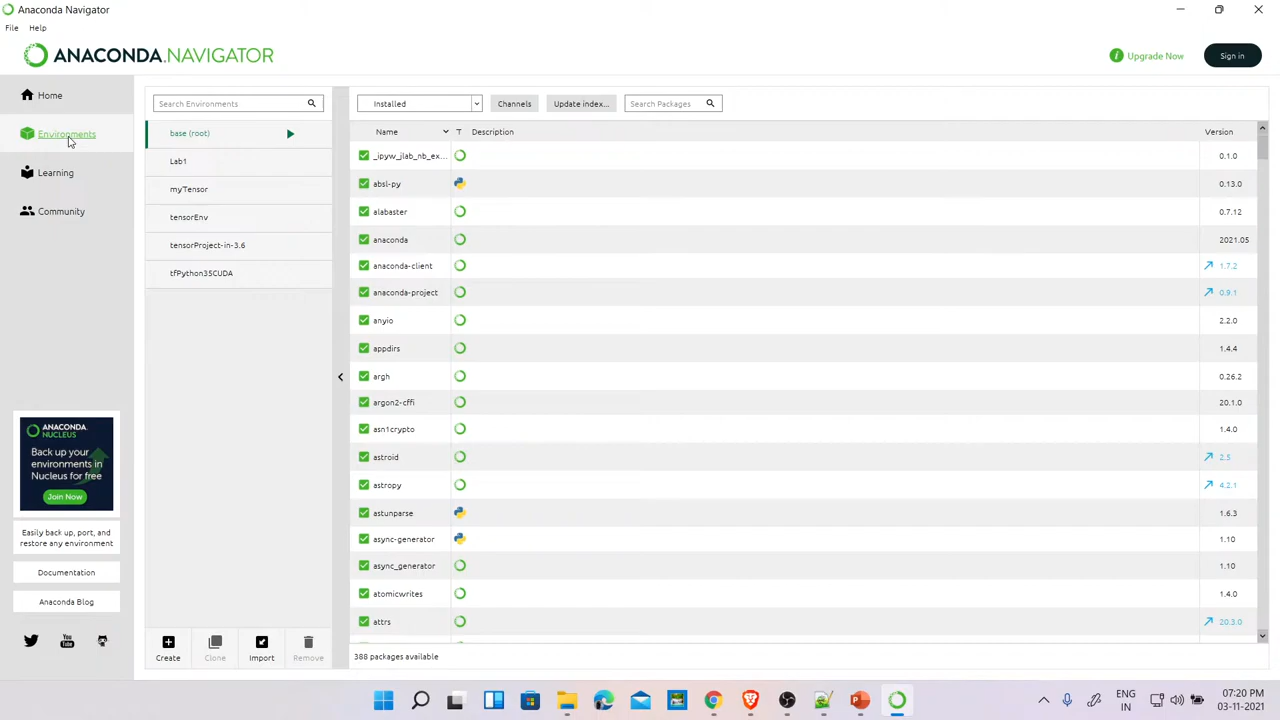 Anaconda Navigator
File Help
ANACONDA.NAVIGATOR
i Upgrade Now
Sign in
Home
Environments
Learning
Community
ANACONDA.
NUCLEUS
Back up your
environments in
Nucleus for free
Join Now
Easily back up, port, and
restore any environment
Documentation
Anaconda Blog
You
Tube
Search Environments
base (root)
Lab1
myTensor
tensorEnv
tensorProject-in-3.6
tfPython35CUDA
Create Clone Import Remove
Installed Channels Update index... Search Packages
Name T Description Version
_ipyw_jlab_nb_ex... 0.1.0
absl-py 0.13.0
alabaster 0.7.12
anaconda 2021.05
anaconda-client 1.7.2
anaconda-project 0.9.1
anyio 2.2.0
appdirs 1.4.4
argh 0.26.2
argon2-cffi 20.1.0
asn1crypto 1.4.0
astroid 2.5
astropy 4.2.1
astunparse 1.6.3
async-generator 1.10
async_generator 1.10
atomicwrites 1.4.0
attrs 20.3.0
388 packages available
ENG
IN
07:20 PM
03-11-2021